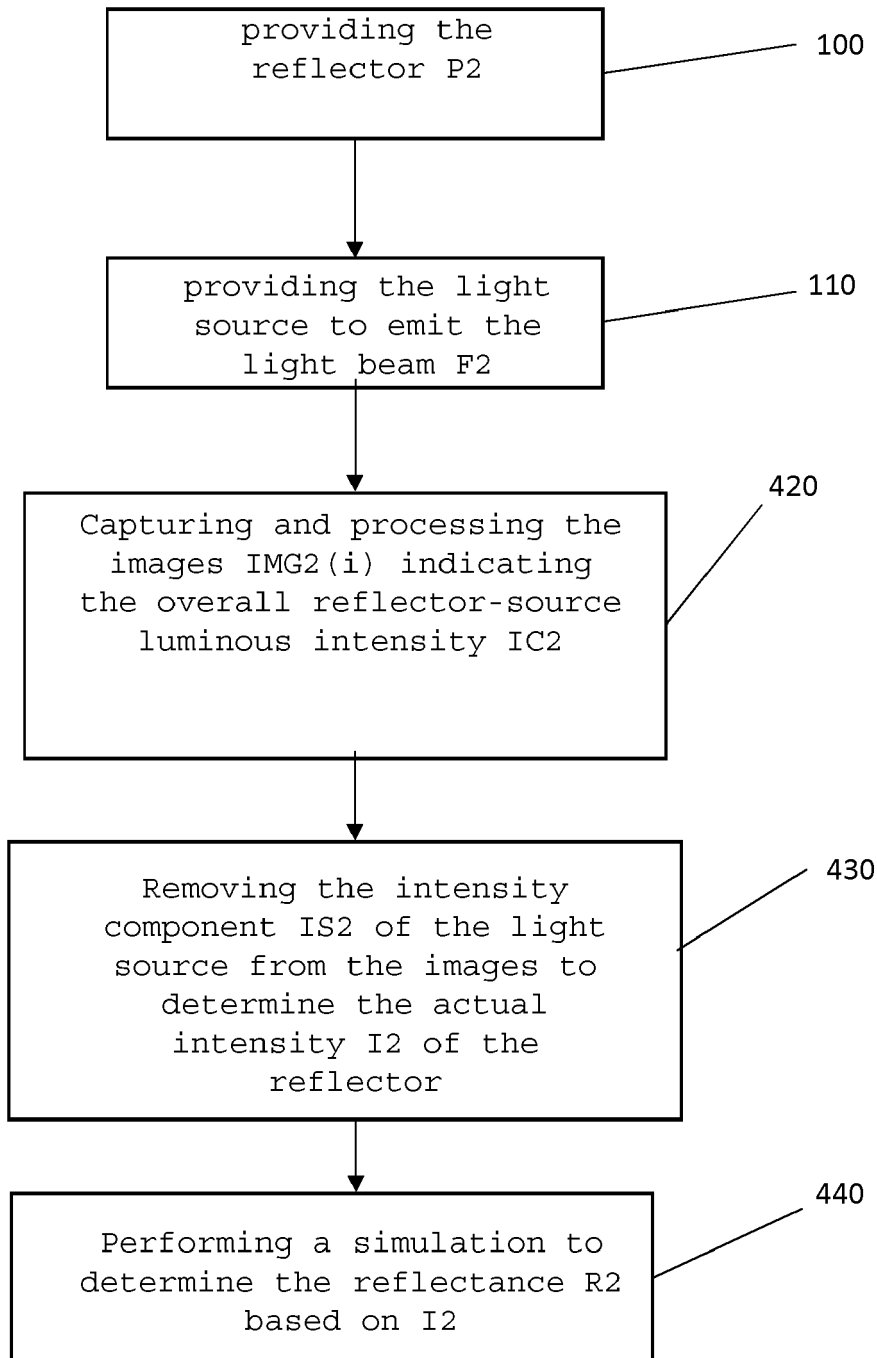 providing the
reflector P2
100
providing the light
source to emit the
light beam F2
110
Capturing and processing the
images IMG2(i) indicating
the overall reflector-source
luminous intensity IC2
420
Removing the intensity
component IS2 of the light
source from the images to
determine the actual
intensity I2 of the
reflector
430
Performing a simulation to
determine the reflectance R2
based on I2
440